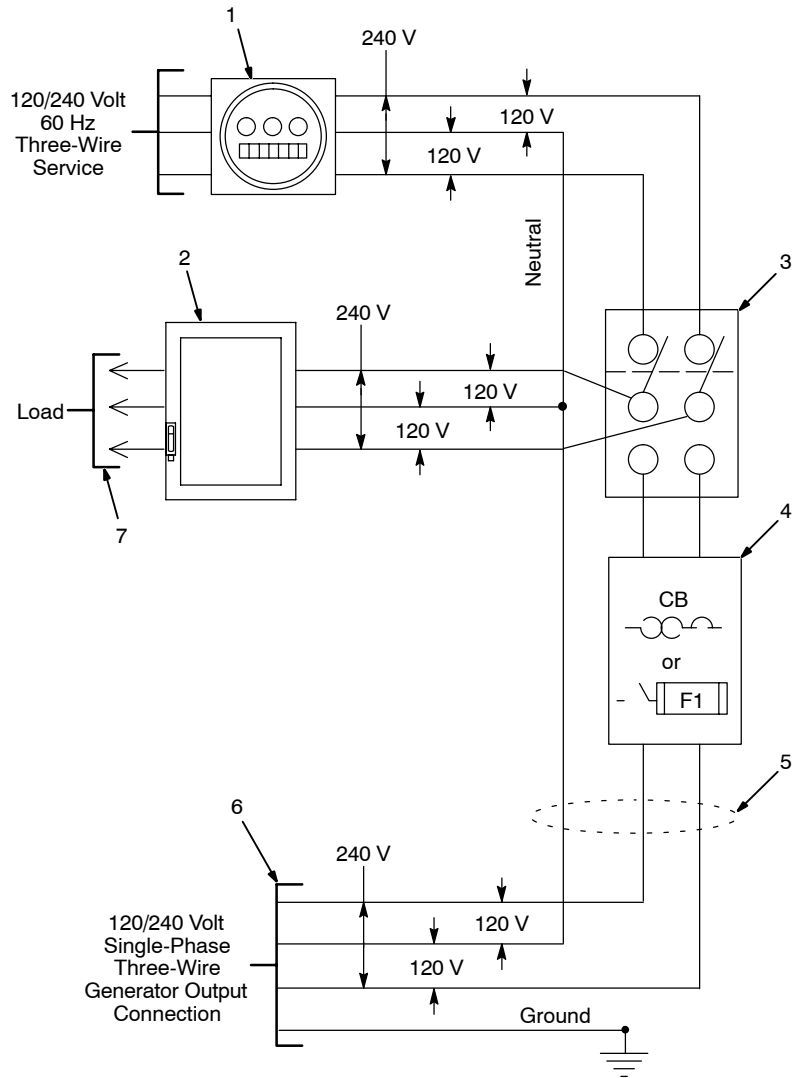 1
240 V
120/240 Volt
60 Hz
Three-Wire
Service
120 V
120 V
Neutral
2
3
240 V
120 V
Load
120 V
7
4
CB
or
F1
5
6
240 V
120/240 Volt
Single-Phase
Three-Wire
Generator Output
Connection
120 V
120 V
Ground